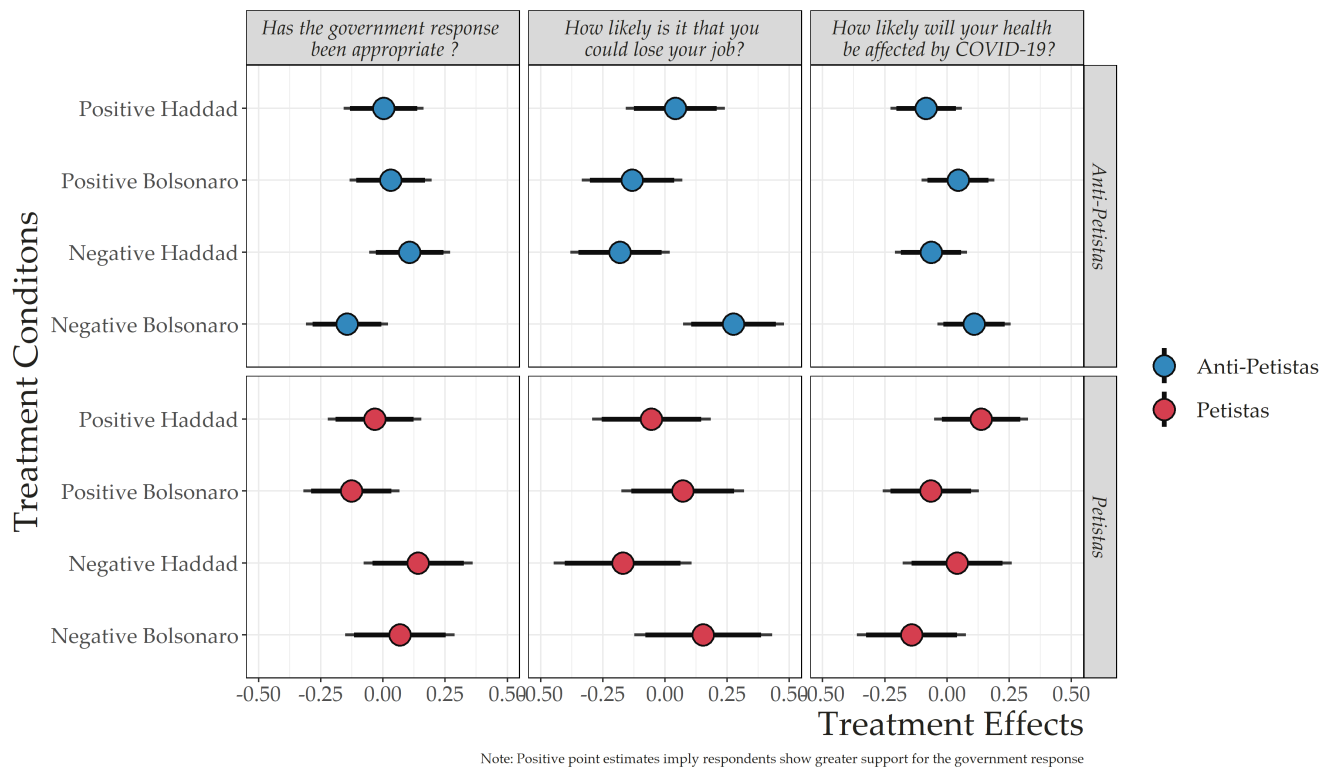 Has the government response
been appropriate ?
How likely is it that you
could lose your job?
How likely will your health
be affected by COVID-19?
Treatment Conditons
Positive Haddad
Positive Bolsonaro
Negative Haddad
Negative Bolsonaro
Anti-Petistas
Positive Haddad
Positive Bolsonaro
Negative Haddad
Negative Bolsonaro
Petistas
Anti-Petistas
Petistas
-0.50 -0.25 0.00 0.25 0.50 -0.50 -0.25 0.00 0.25 0.50 -0.50 -0.25 0.00 0.25 0.50
Treatment Effects
Note: Positive point estimates imply respondents show greater support for the government response